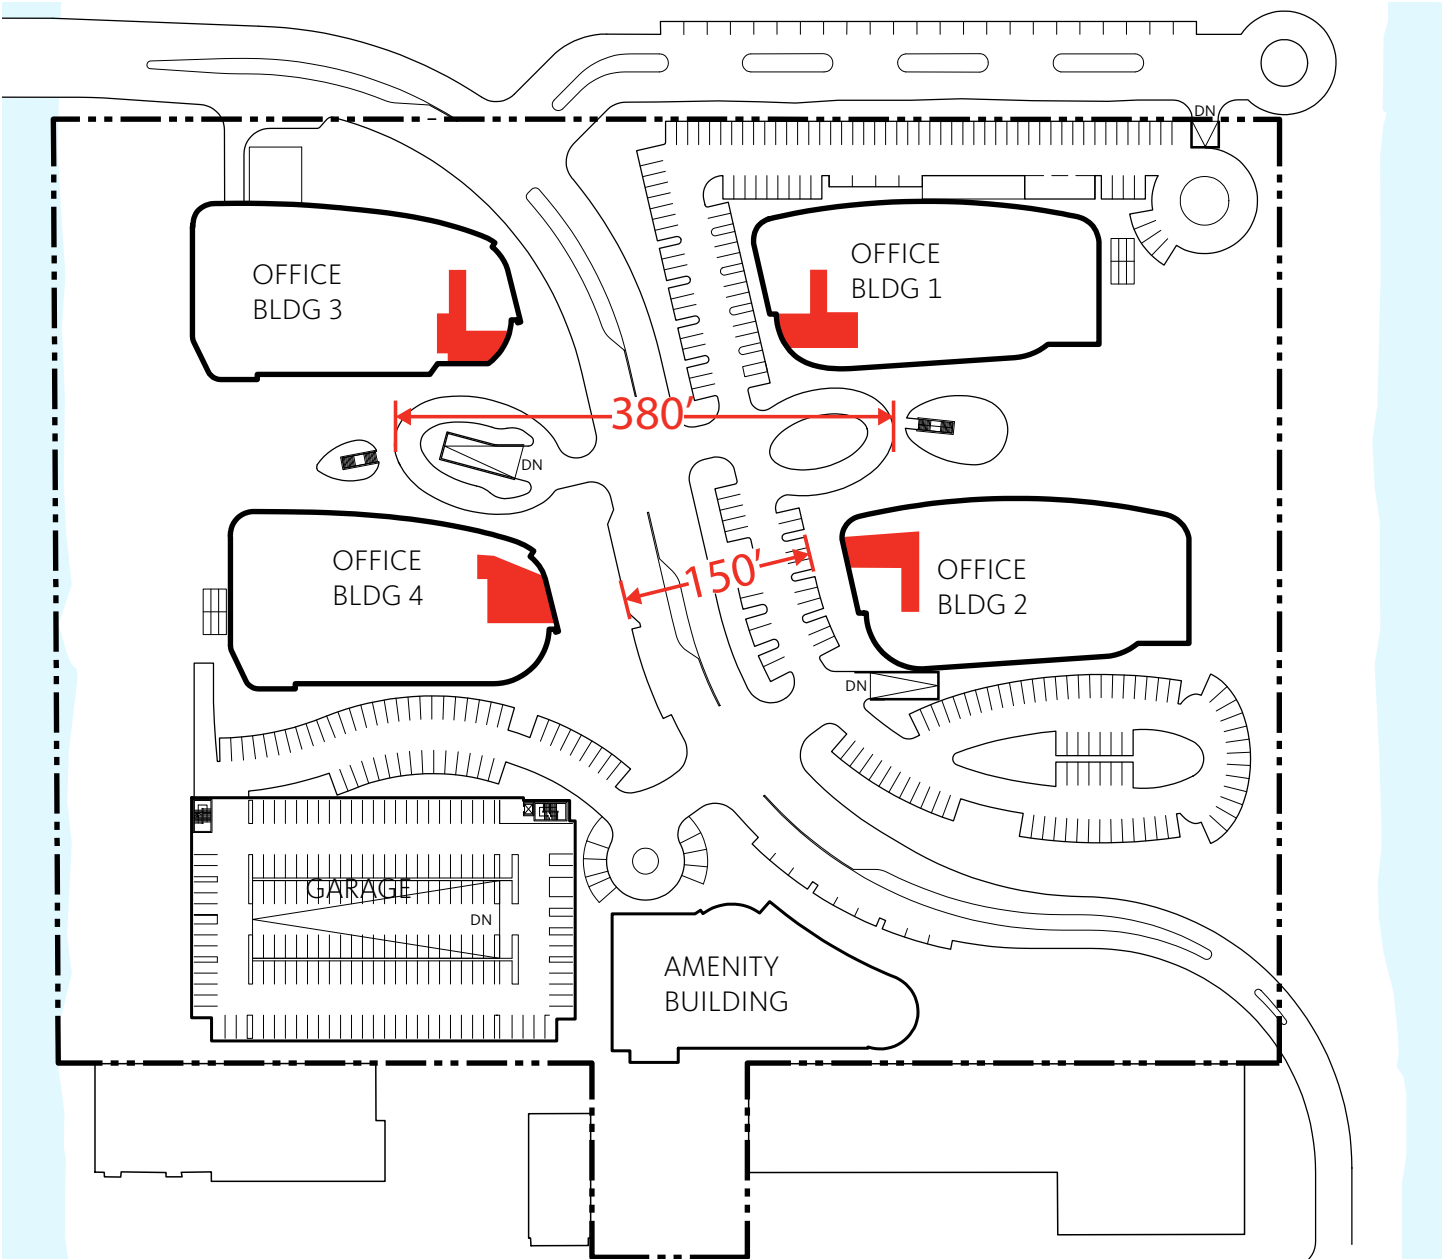 DN
OFFICE
BLDG 1
OFFICE
BLDG 3
380’
DN
OFFICE
BLDG 4
150’
OFFICE
BLDG 2
DN
GARAGE
DN
AMENITY
BUILDING